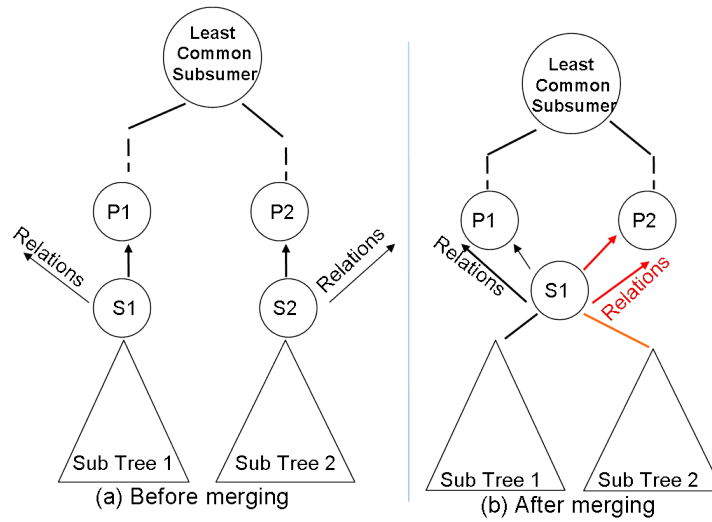 Least
Common
Subsumer
P1
P2
Relations
Relations
S1
S2
Sub Tree 1
Sub Tree 2
(a) Before merging
Least
Common
Subsumer
P1
P2
Relations
Relations
S1
Sub Tree 1
Sub Tree 2
(b) After merging